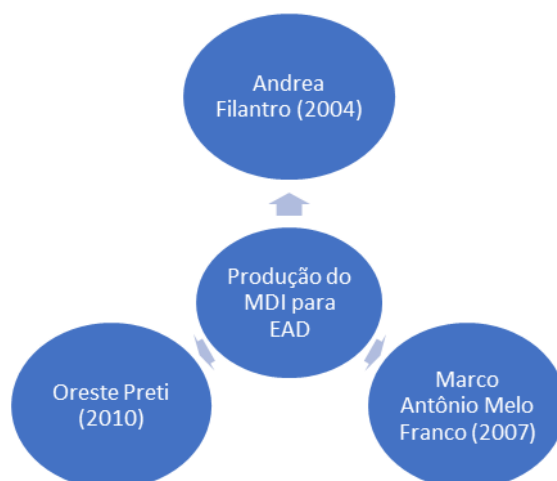 Andrea
Filantro (2004)
Produção do
MDI para
EAD
Oreste Preti
(2010)
Marco
Antônio Melo
Franco (2007)